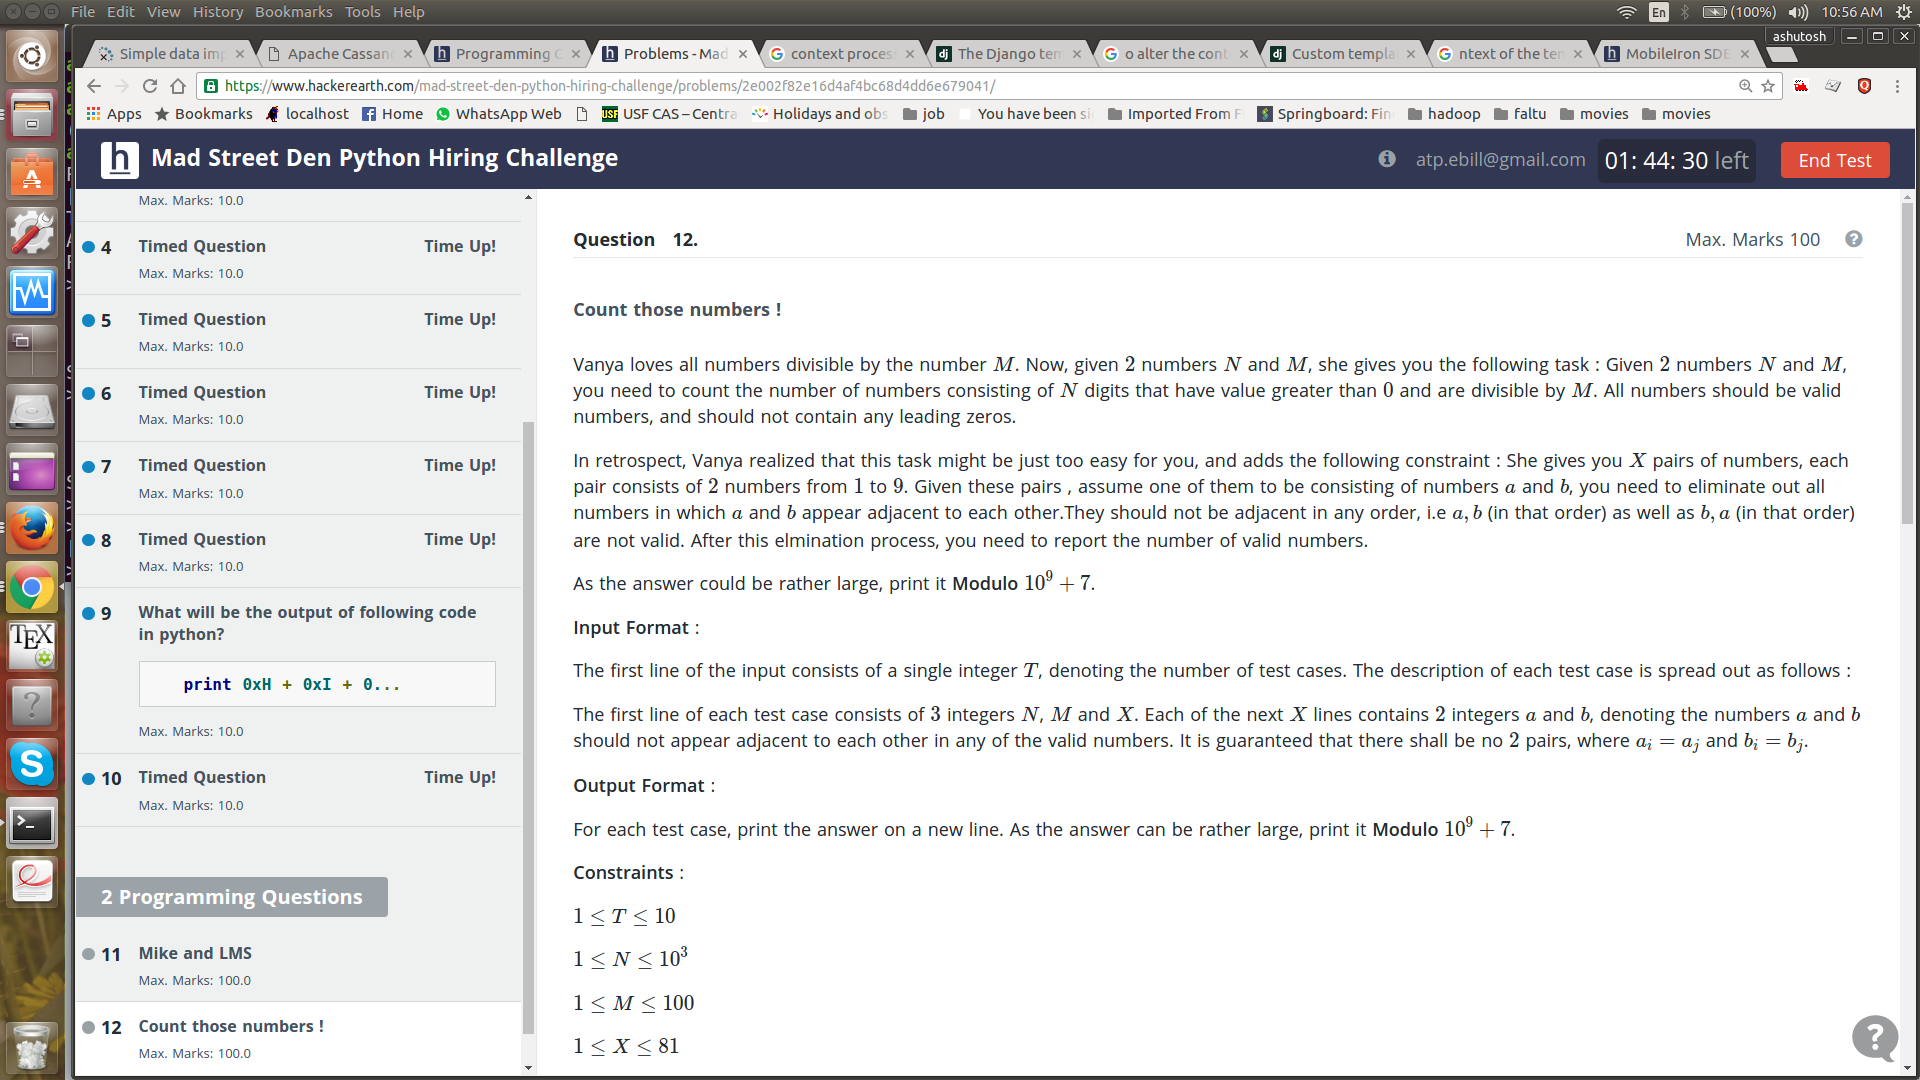 File Edit View History Bookmarks Tools Help
En (100%) 10:56 AM
Simple data imp
Apache Cassan
Programming C
Problems - Mad
context proces
The Django tem
o alter the cont
Custom templa
ntext of the ten
MobileIron SDE
ashutosh
https://www.hackerearth.com/mad-street-den-python-hiring-challenge/problems/2e002f82e16d4af4bc68d4dd6e679041/
Apps Bookmarks localhost Home WhatsApp Web USF CAS – Centra Holidays and obs job You have been si Imported From F Springboard: Fin hadoop faltu movies movies
h Mad Street Den Python Hiring Challenge
atp.ebill@gmail.com 01: 44: 30 left End Test
Max. Marks: 10.0
4 Timed Question Time Up!
Max. Marks: 10.0
5 Timed Question Time Up!
Max. Marks: 10.0
6 Timed Question Time Up!
Max. Marks: 10.0
7 Timed Question Time Up!
Max. Marks: 10.0
8 Timed Question Time Up!
Max. Marks: 10.0
9 What will be the output of following code
in python?
print 0xH + 0xI + 0...
Max. Marks: 10.0
10 Timed Question Time Up!
Max. Marks: 10.0
2 Programming Questions
11 Mike and LMS
Max. Marks: 100.0
12 Count those numbers !
Max. Marks: 100.0
Question 12. Max. Marks 100 ?
Count those numbers !
Vanya loves all numbers divisible by the number M. Now, given 2 numbers N and M, she gives you the following task : Given 2 numbers N and M,
you need to count the number of numbers consisting of N digits that have value greater than 0 and are divisible by M. All numbers should be valid
numbers, and should not contain any leading zeros.
In retrospect, Vanya realized that this task might be just too easy for you, and adds the following constraint : She gives you X pairs of numbers, each
pair consists of 2 numbers from 1 to 9. Given these pairs , assume one of them to be consisting of numbers a and b, you need to eliminate out all
numbers in which a and b appear adjacent to each other.They should not be adjacent in any order, i.e a, b (in that order) as well as b, a (in that order)
are not valid. After this elmination process, you need to report the number of valid numbers.
As the answer could be rather large, print it Modulo 10⁹ + 7.
Input Format :
The first line of the input consists of a single integer T, denoting the number of test cases. The description of each test case is spread out as follows :
The first line of each test case consists of 3 integers N, M and X. Each of the next X lines contains 2 integers a and b, denoting the numbers a and b
should not appear adjacent to each other in any of the valid numbers. It is guaranteed that there shall be no 2 pairs, where aᵢ = aⱼ and bᵢ = bⱼ.
Output Format :
For each test case, print the answer on a new line. As the answer can be rather large, print it Modulo 10⁹ + 7.
Constraints :
1 ≤ T ≤ 10
1 ≤ N ≤ 10³
1 ≤ M ≤ 100
1 ≤ X ≤ 81